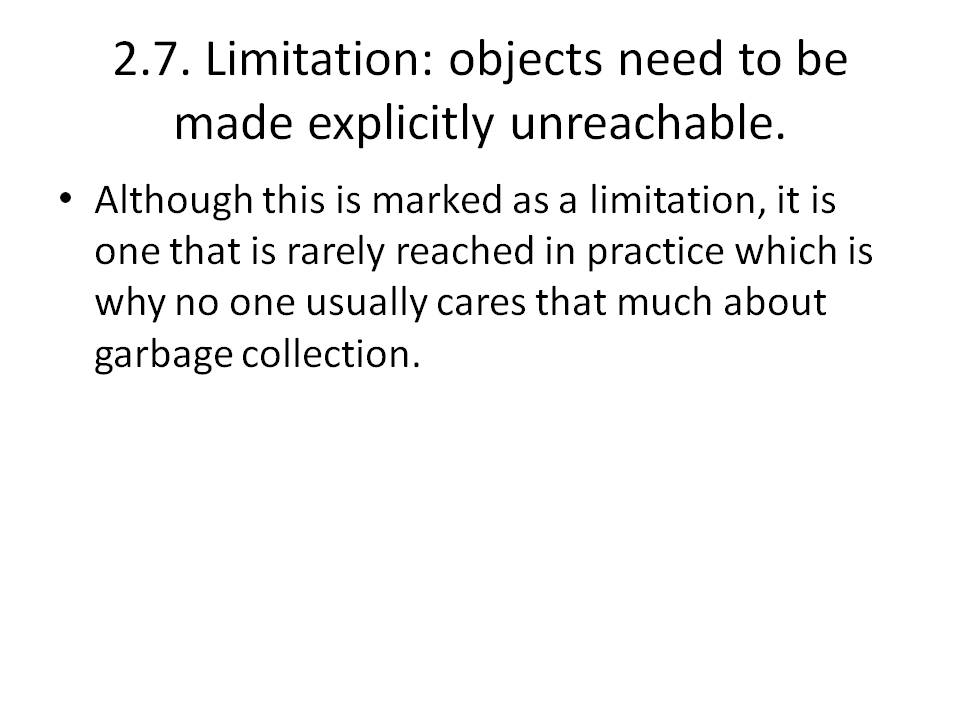 2.7. Limitation: objects need to be
made explicitly unreachable.
• Although this is marked as a limitation, it is
one that is rarely reached in practice which is
why no one usually cares that much about
garbage collection.